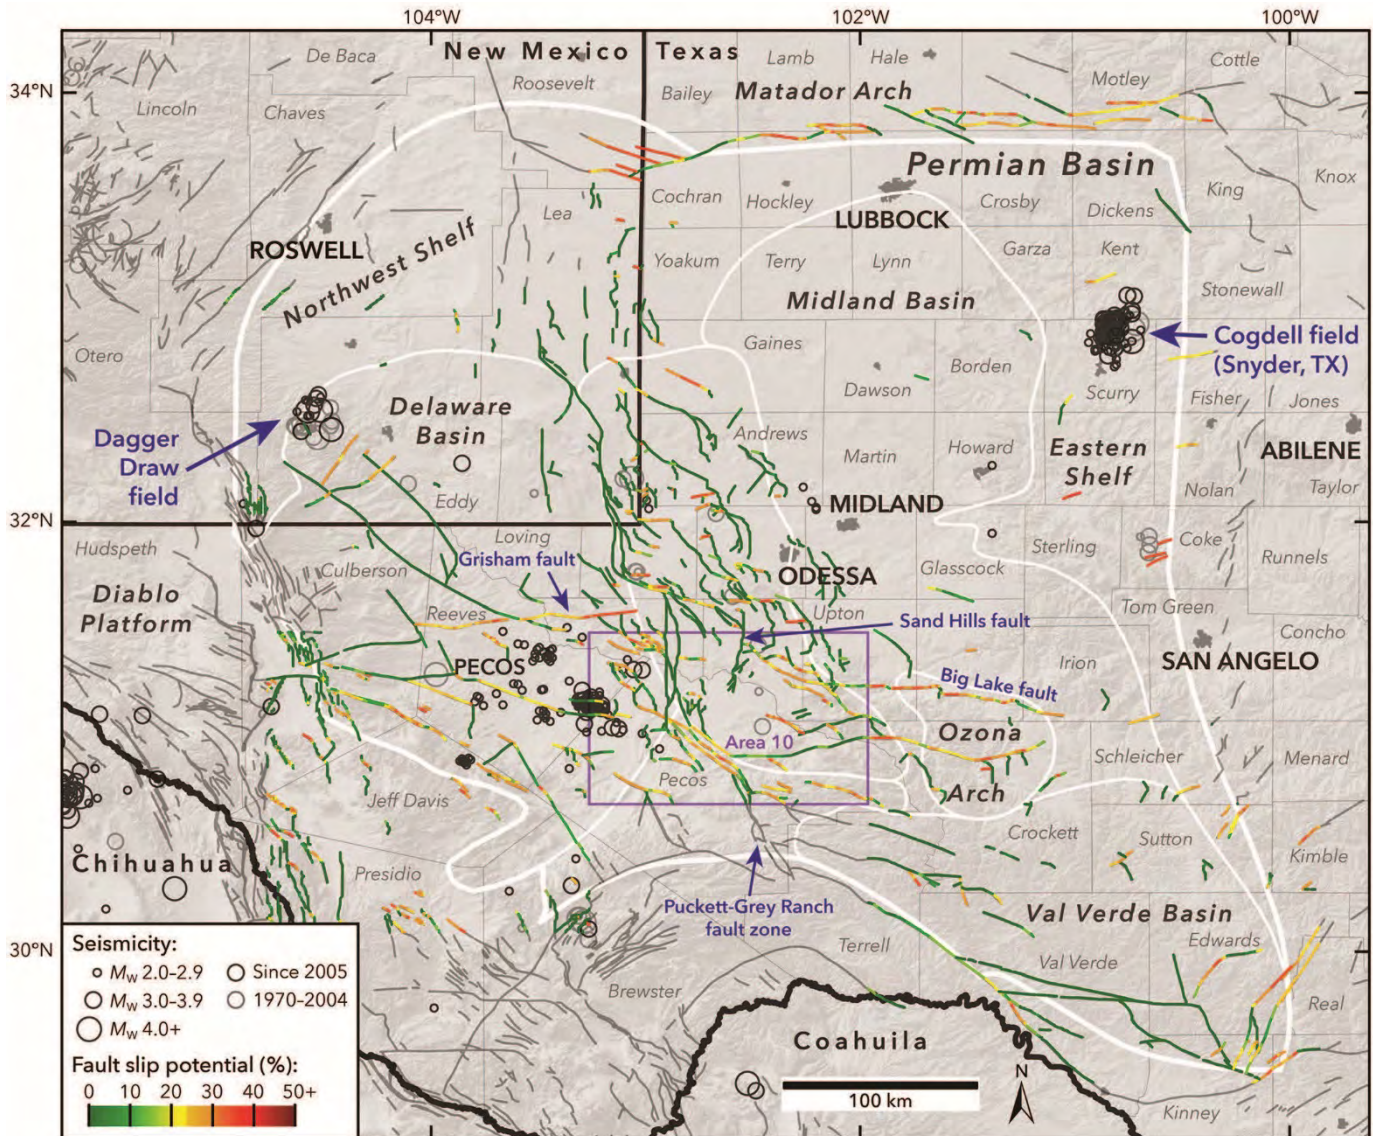 104°W
102°W
100°W
34°N
32°N
30°N
New Mexico
Texas
De Baca
Roosevelt
Lamb
Hale
Cottle
Motley
Lincoln
Chaves
Bailey
Matador Arch
Permian Basin
Cochran
Hockley
LUBBOCK
Crosby
Dickens
King
Knox
Lea
ROSWELL
Northwest Shelf
Yoakum
Terry
Lynn
Garza
Kent
Stonewall
Midland Basin
Otero
Gaines
Borden
Cogdell field
(Snyder, TX)
Dawson
Scurry
Fisher
Jones
Delaware
Basin
Dagger
Draw
field
Andrews
Martin
Howard
Eastern
Shelf
ABILENE
Eddy
MIDLAND
Nolan
Taylor
Hudspeth
Loving
Grisham fault
Culberson
ODESSA
Glasscock
Sterling
Coke
Runnels
Diablo
Platform
Reeves
Upton
Sand Hills fault
Tom Green
Concho
PECOS
Irion
SAN ANGELO
Big Lake fault
Area 10
Ozona
Arch
Schleicher
Menard
Pecos
Jeff Davis
Crockett
Sutton
Kimble
Chihuahua
Presidio
Puckett-Grey Ranch
fault zone
Val Verde Basin
Terrell
Val Verde
Edwards
Brewster
Real
Coahuila
Kinney
N
100 km
Seismicity:
Mw 2.0-2.9
Since 2005
Mw 3.0-3.9
1970-2004
Mw 4.0+
Fault slip potential (%):
0 10 20 30 40 50+